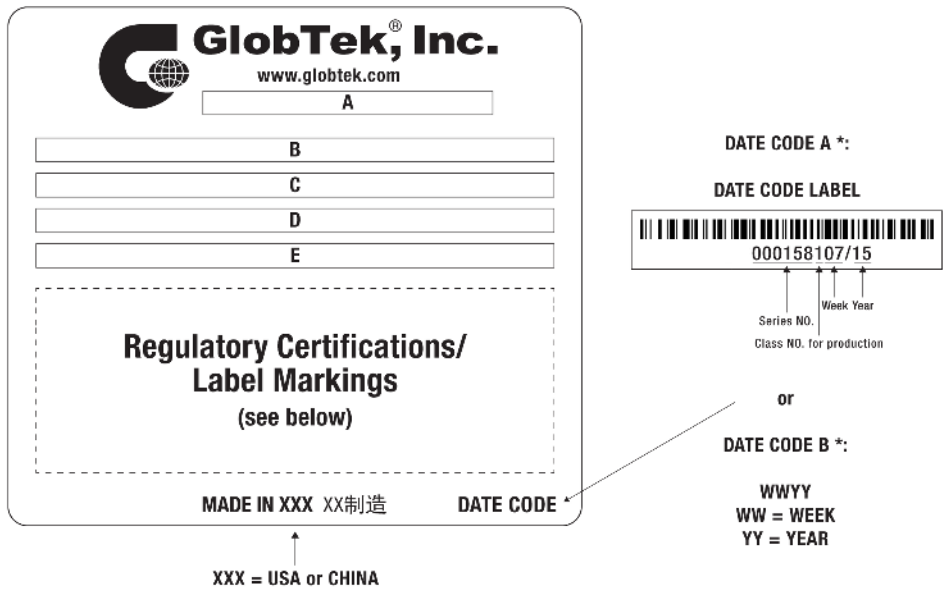 GlobTek,® Inc.
www.globtek.com
A
B
C
D
E
Regulatory Certifications/
Label Markings
(see below)
MADE IN XXX XX制造
DATE CODE
XXX = USA or CHINA
DATE CODE A *:
DATE CODE LABEL
000158107/15
Week Year
Series NO.
Class NO. for production
or
DATE CODE B *:
WWYY
WW = WEEK
YY = YEAR